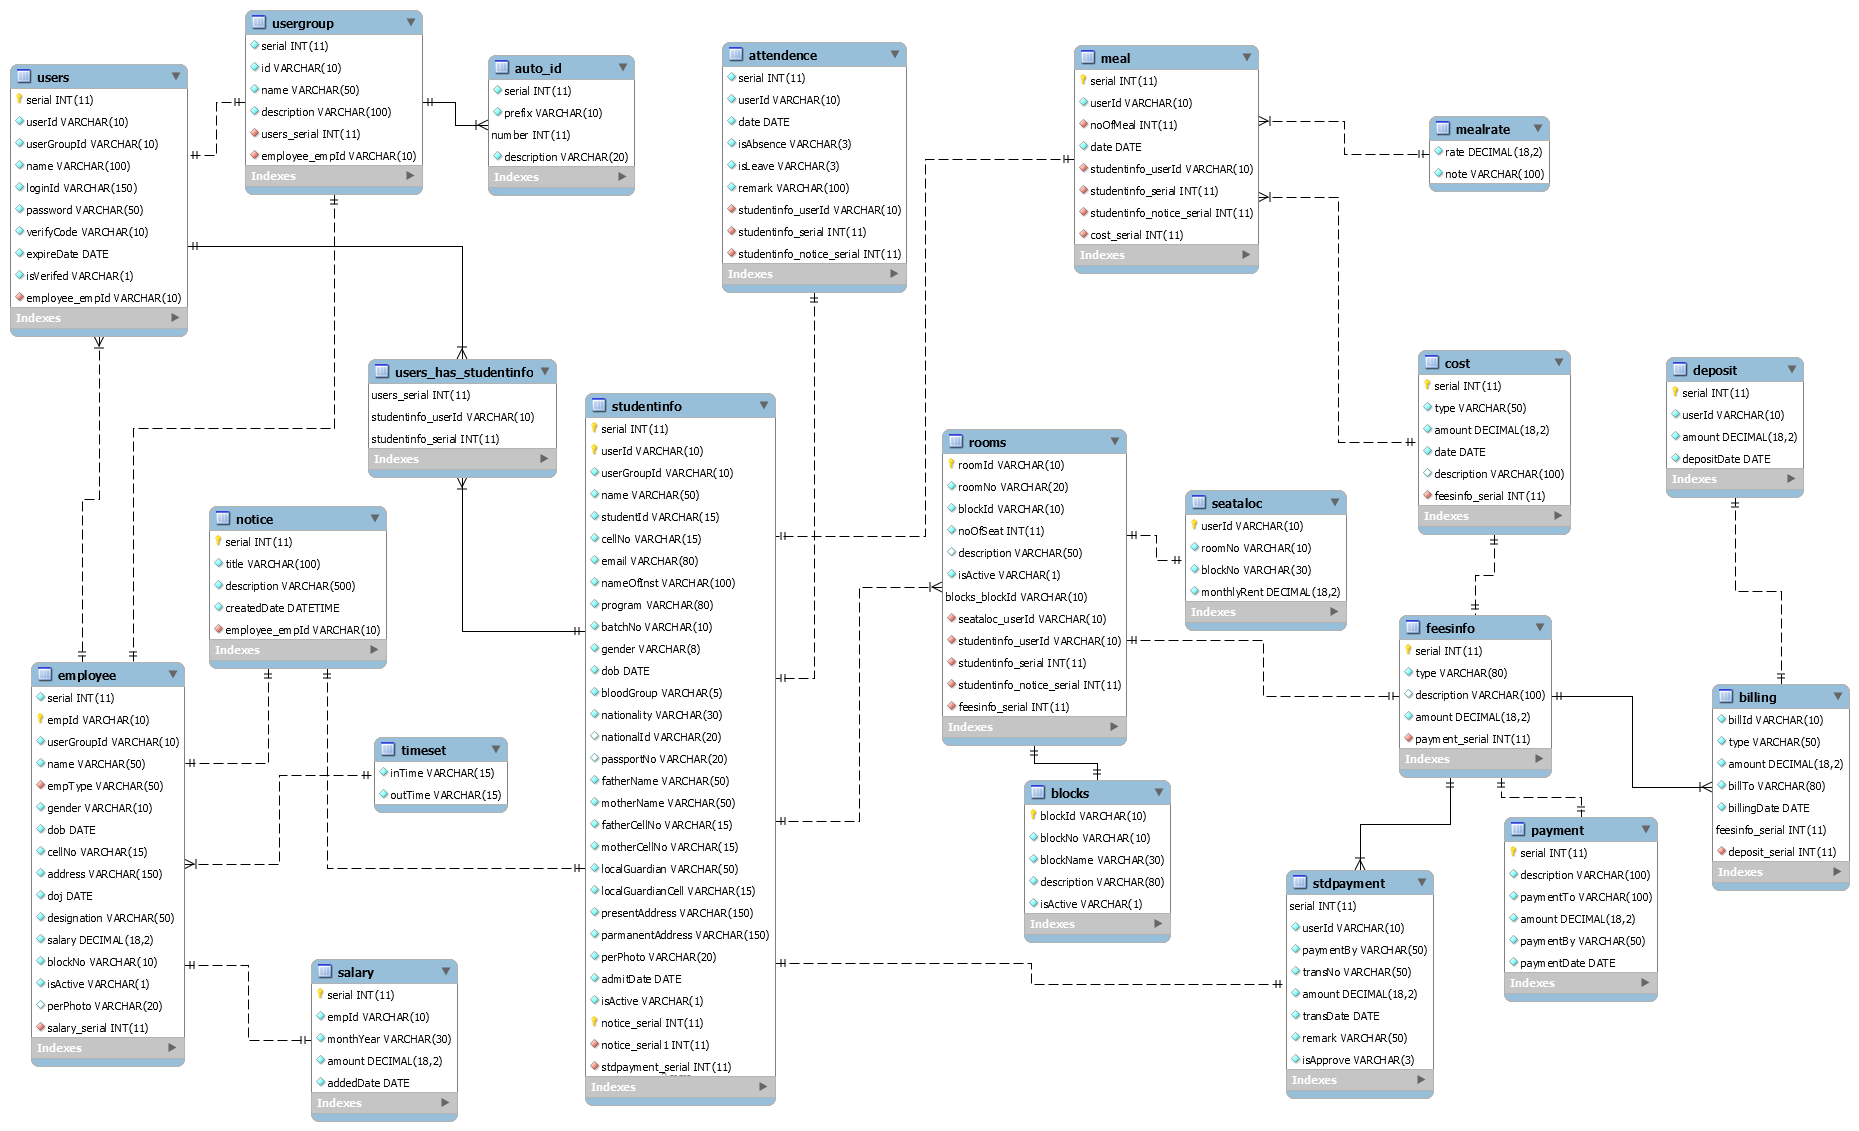 users
serial INT(11)
userId VARCHAR(10)
userGroupId VARCHAR(10)
name VARCHAR(100)
loginId VARCHAR(150)
password VARCHAR(50)
verifyCode VARCHAR(10)
expireDate DATE
isVerifed VARCHAR(1)
employee_empId VARCHAR(10)
Indexes
usergroup
serial INT(11)
id VARCHAR(10)
name VARCHAR(50)
description VARCHAR(100)
users_serial INT(11)
employee_empId VARCHAR(10)
Indexes
auto_id
serial INT(11)
prefix VARCHAR(10)
number INT(11)
description VARCHAR(20)
Indexes
attendence
serial INT(11)
userId VARCHAR(10)
date DATE
isAbsence VARCHAR(3)
isLeave VARCHAR(3)
remark VARCHAR(100)
studentinfo_userId VARCHAR(10)
studentinfo_serial INT(11)
studentinfo_notice_serial INT(11)
Indexes
meal
serial INT(11)
userId VARCHAR(10)
noOfMeal INT(11)
date DATE
studentinfo_userId VARCHAR(10)
studentinfo_serial INT(11)
studentinfo_notice_serial INT(11)
cost_serial INT(11)
Indexes
mealrate
rate DECIMAL(18,2)
note VARCHAR(100)
Indexes
users_has_studentinfo
users_serial INT(11)
studentinfo_userId VARCHAR(10)
studentinfo_serial INT(11)
Indexes
studentinfo
serial INT(11)
userId VARCHAR(10)
userGroupId VARCHAR(10)
name VARCHAR(50)
studentId VARCHAR(15)
cellNo VARCHAR(15)
email VARCHAR(80)
nameOfInst VARCHAR(100)
program VARCHAR(80)
batchNo VARCHAR(10)
gender VARCHAR(8)
dob DATE
bloodGroup VARCHAR(5)
nationality VARCHAR(30)
nationalId VARCHAR(20)
passportNo VARCHAR(20)
fatherName VARCHAR(50)
motherName VARCHAR(50)
fatherCellNo VARCHAR(15)
motherCellNo VARCHAR(15)
localGuardian VARCHAR(50)
localGuardianCell VARCHAR(15)
presentAddress VARCHAR(150)
parmanentAddress VARCHAR(150)
perPhoto VARCHAR(20)
admitDate DATE
isActive VARCHAR(1)
notice_serial INT(11)
notice_serial1 INT(11)
stdpayment_serial INT(11)
Indexes
rooms
roomId VARCHAR(10)
roomNo VARCHAR(20)
blockId VARCHAR(10)
noOfSeat INT(11)
description VARCHAR(50)
isActive VARCHAR(1)
blocks_blockId VARCHAR(10)
seataloc_userId VARCHAR(10)
studentinfo_userId VARCHAR(10)
studentinfo_serial INT(11)
studentinfo_notice_serial INT(11)
feesinfo_serial INT(11)
Indexes
seataloc
userId VARCHAR(10)
roomNo VARCHAR(10)
blockNo VARCHAR(30)
monthlyRent DECIMAL(18,2)
Indexes
cost
serial INT(11)
type VARCHAR(50)
amount DECIMAL(18,2)
date DATE
description VARCHAR(100)
feesinfo_serial INT(11)
Indexes
deposit
serial INT(11)
userId VARCHAR(10)
amount DECIMAL(18,2)
depositDate DATE
Indexes
notice
serial INT(11)
title VARCHAR(100)
description VARCHAR(500)
createdDate DATETIME
employee_empId VARCHAR(10)
Indexes
employee
serial INT(11)
empId VARCHAR(10)
userGroupId VARCHAR(10)
name VARCHAR(50)
empType VARCHAR(50)
gender VARCHAR(10)
dob DATE
cellNo VARCHAR(15)
address VARCHAR(150)
doj DATE
designation VARCHAR(50)
salary DECIMAL(18,2)
blockNo VARCHAR(10)
isActive VARCHAR(1)
perPhoto VARCHAR(20)
salary_serial INT(11)
Indexes
timeset
inTime VARCHAR(15)
outTime VARCHAR(15)
salary
serial INT(11)
empId VARCHAR(10)
monthYear VARCHAR(30)
amount DECIMAL(18,2)
addedDate DATE
Indexes
blocks
blockId VARCHAR(10)
blockNo VARCHAR(10)
blockName VARCHAR(30)
description VARCHAR(80)
isActive VARCHAR(1)
Indexes
feesinfo
serial INT(11)
type VARCHAR(80)
description VARCHAR(100)
amount DECIMAL(18,2)
payment_serial INT(11)
Indexes
billing
billId VARCHAR(10)
type VARCHAR(50)
amount DECIMAL(18,2)
billTo VARCHAR(80)
billingDate DATE
feesinfo_serial INT(11)
deposit_serial INT(11)
Indexes
payment
serial INT(11)
description VARCHAR(100)
paymentTo VARCHAR(100)
amount DECIMAL(18,2)
paymentBy VARCHAR(50)
paymentDate DATE
Indexes
stdpayment
serial INT(11)
userId VARCHAR(10)
paymentBy VARCHAR(50)
transNo VARCHAR(50)
amount DECIMAL(18,2)
transDate DATE
remark VARCHAR(50)
isApprove VARCHAR(3)
Indexes